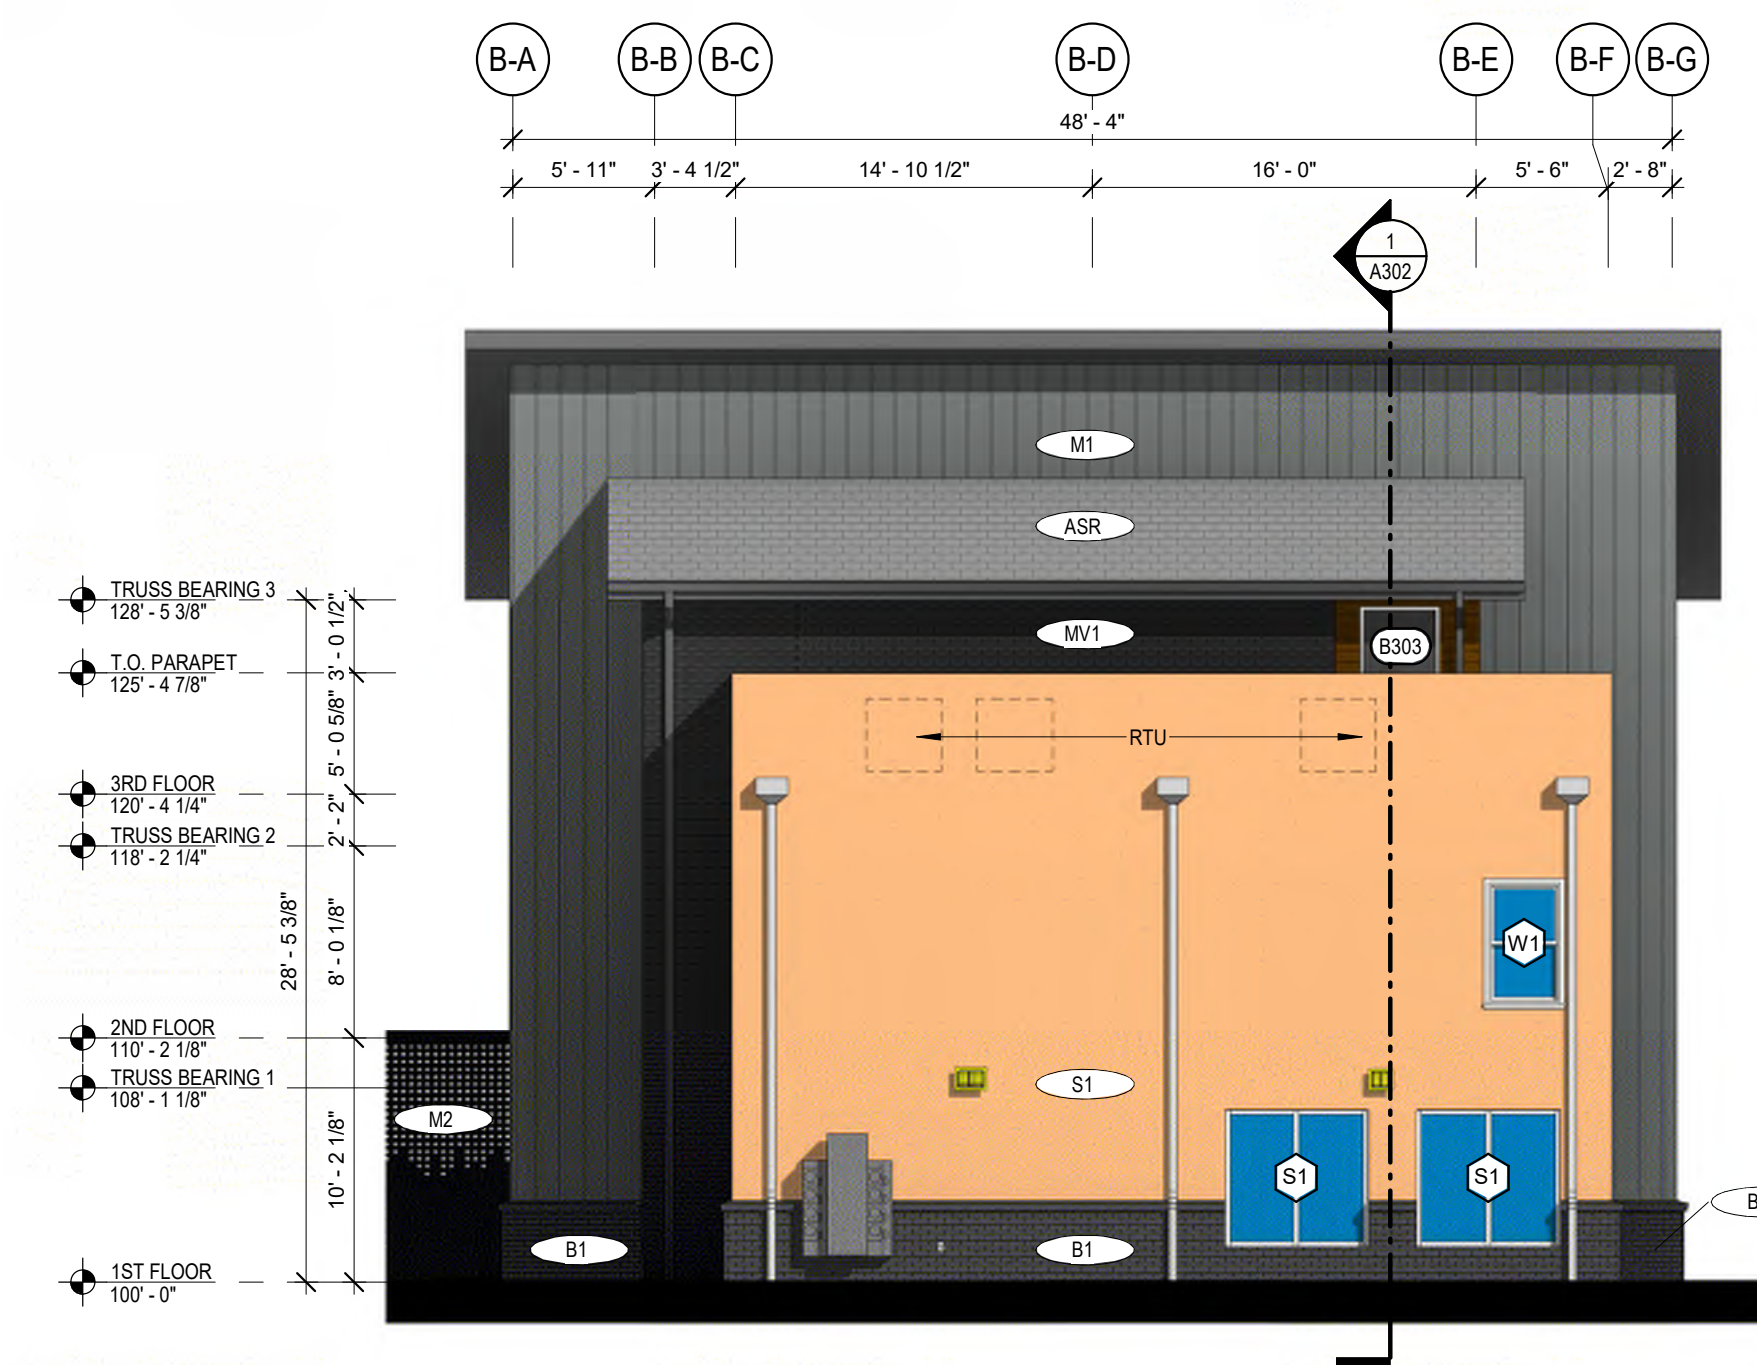 B-A B-B B-C B-D B-E B-F B-G
48' - 4"
5' - 11" 3' - 4 1/2" 14' - 10 1/2" 16' - 0" 5' - 6" 2' - 8"
1
A302
M1
ASR
TRUSS BEARING 3
128' - 5 3/8"
3' - 0 1/2"
MV1
B303
T.O. PARAPET
125' - 4 7/8"
5' - 0 5/8"
RTU
3RD FLOOR
120' - 4 1/4"
2' - 2"
TRUSS BEARING 2
118' - 2 1/4"
28' - 5 3/8"
8' - 0 1/8"
W1
2ND FLOOR
110' - 2 1/8"
TRUSS BEARING 1
108' - 1 1/8"
S1
M2
10' - 2 1/8"
S1 S1
B
B1 B1
1ST FLOOR
100' - 0"